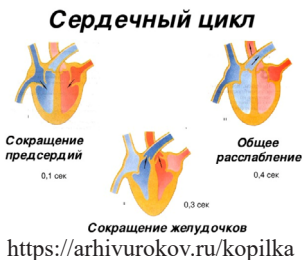 Сердечный цикл
Сокращение
предсердий
0,1 сек
Общее
расслабление
0,4 сек
0,3 сек
Сокращение желудочков
https://arhivurokov.ru/kopilka